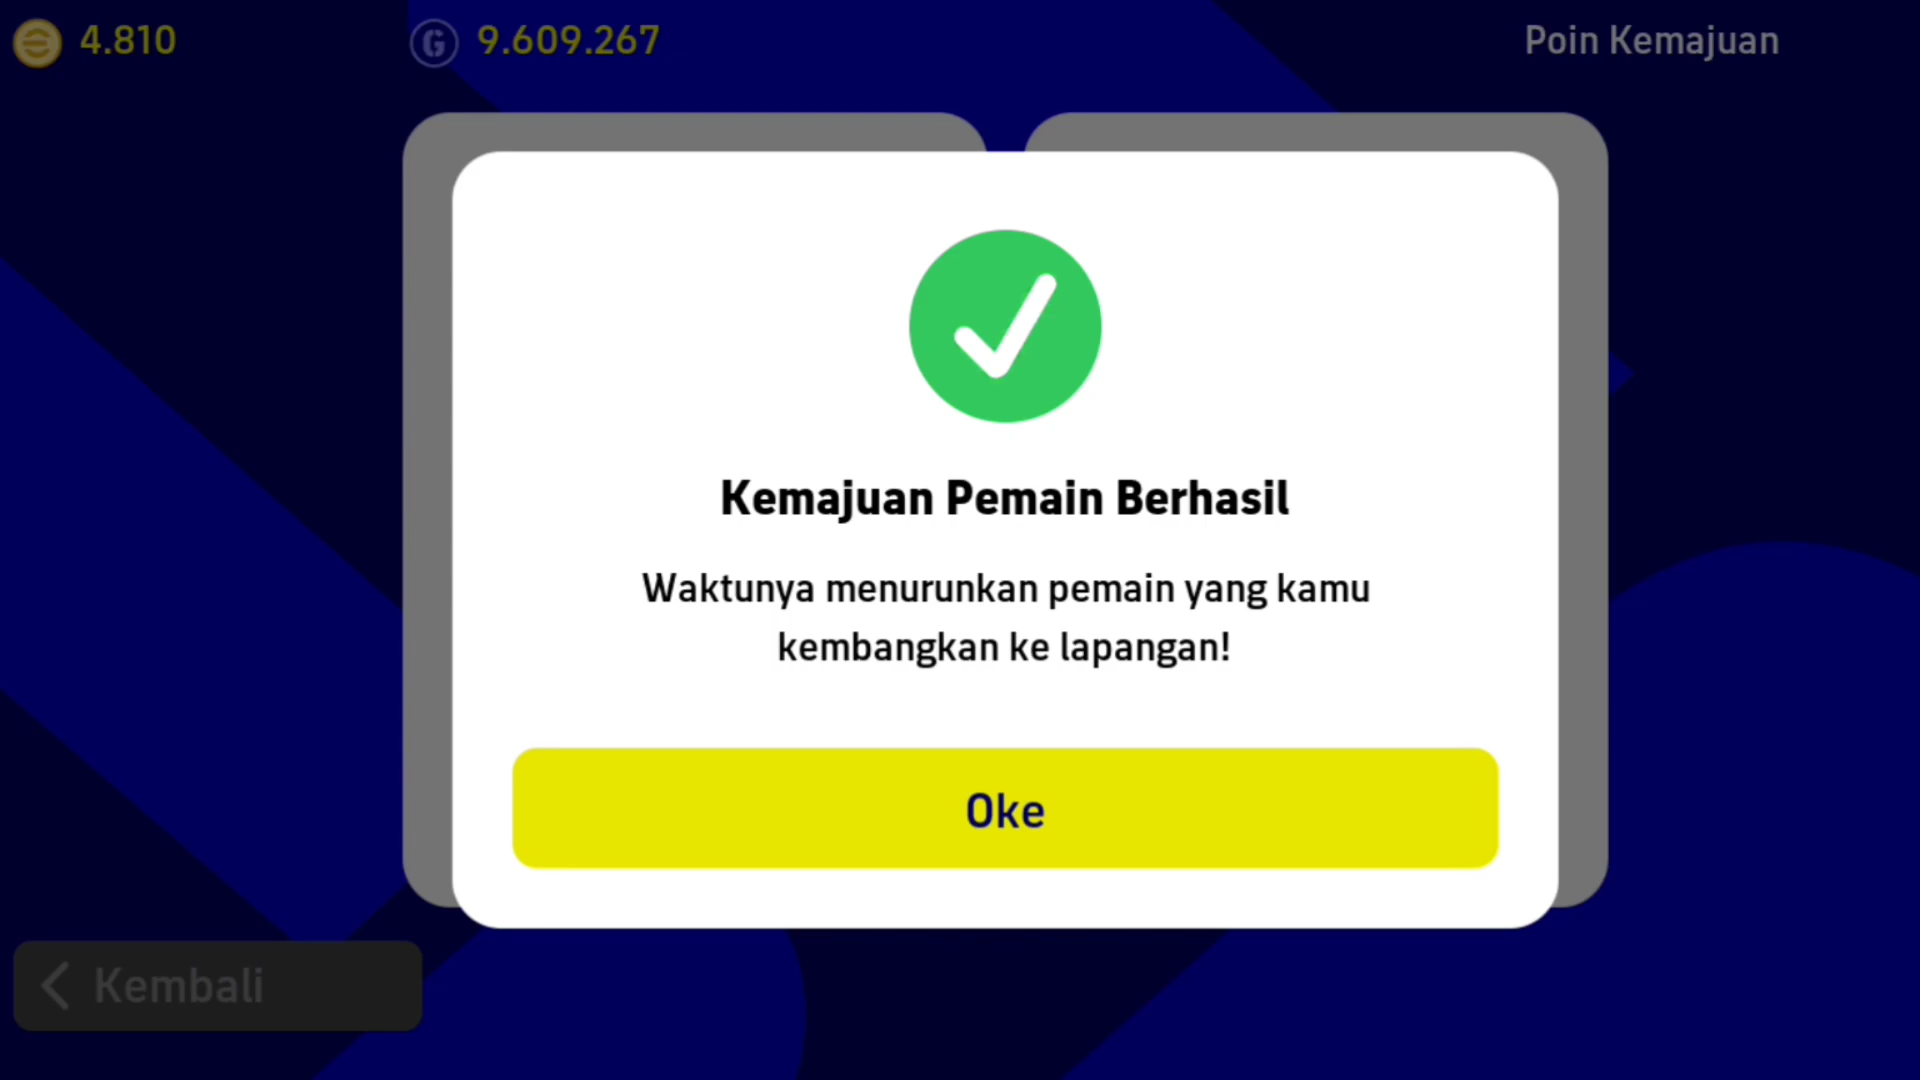 4.810
9.609.267
Poin Kemajuan
Kemajuan Pemain Berhasil
Waktunya menurunkan pemain yang kamu
kembangkan ke lapangan!
Oke
Kembali